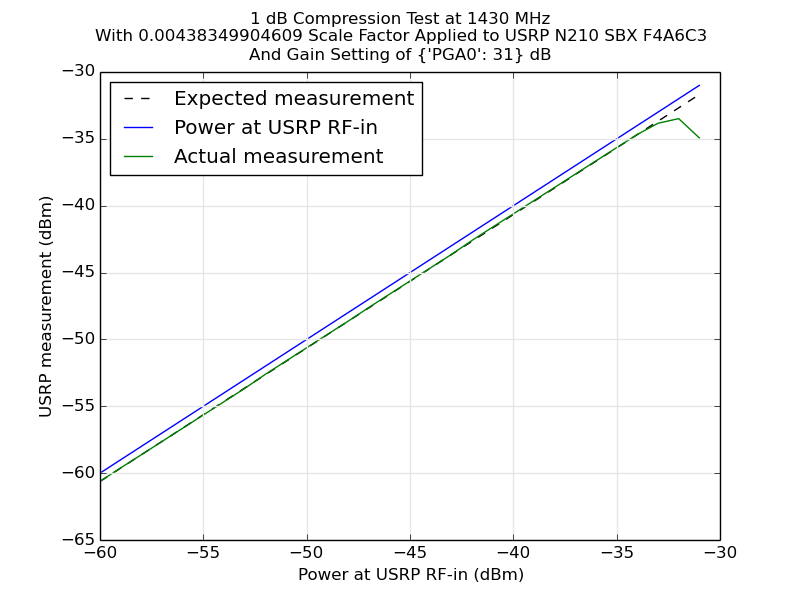 1 dB Compression Test at 1430 MHz
With 0.00438349904609 Scale Factor Applied to USRP N210 SBX F4A6C3
And Gain Setting of {'PGA0': 31} dB
Expected measurement
Power at USRP RF-in
Actual measurement
USRP measurement (dBm)
−30
−35
−40
−45
−50
−55
−60
−65
−60 −55 −50 −45 −40 −35 −30
Power at USRP RF-in (dBm)